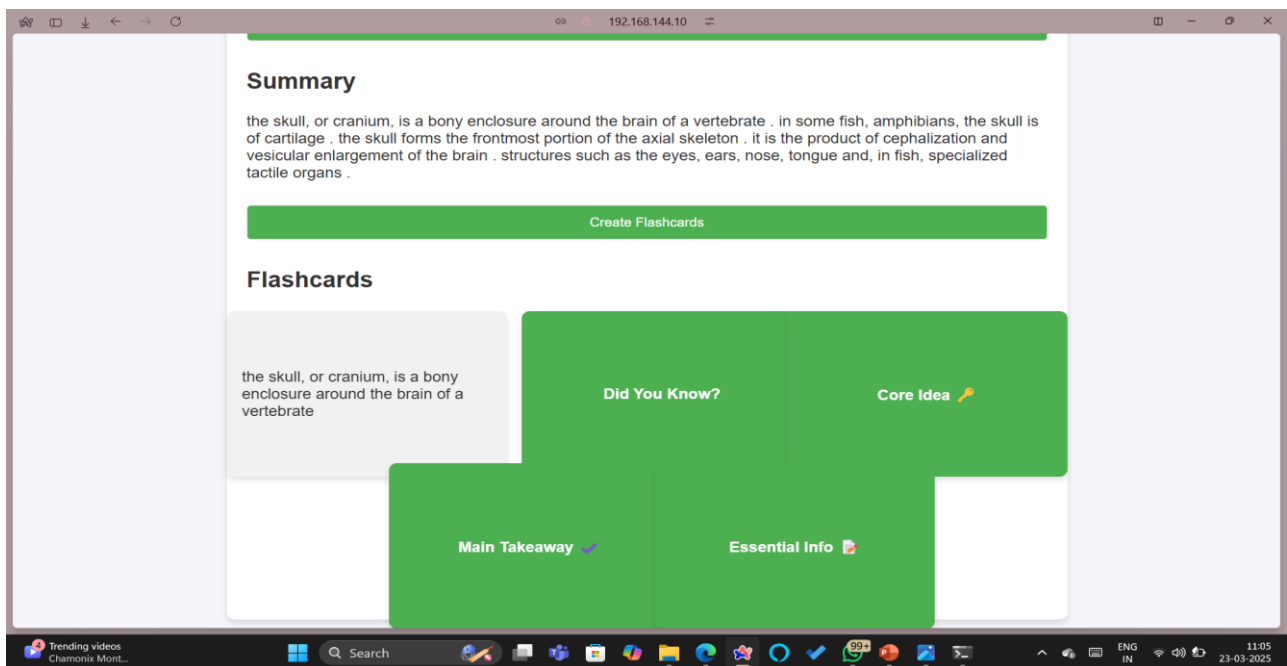 192.168.144.10
Summary
the skull, or cranium, is a bony enclosure around the brain of a vertebrate . in some fish, amphibians, the skull is
of cartilage . the skull forms the frontmost portion of the axial skeleton . it is the product of cephalization and
vesicular enlargement of the brain . structures such as the eyes, ears, nose, tongue and, in fish, specialized
tactile organs .
Create Flashcards
Flashcards
the skull, or cranium, is a bony
enclosure around the brain of a
vertebrate
Did You Know?
Core Idea 🔑
Main Takeaway ✔
Essential Info 📝
4
Trending videos
Chamonix Mont...
Search
99+
ENG
IN
11:05
23-03-2025